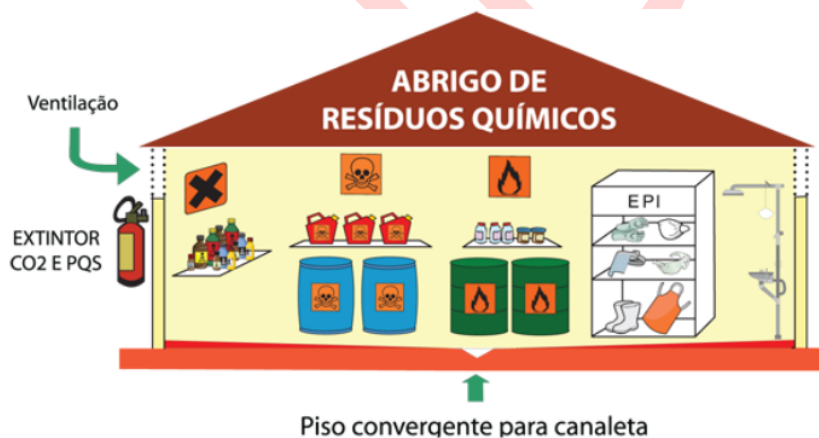 ABRIGO DE
RESÍDUOS QUÍMICOS
Ventilação
EXTINTOR
CO2 E PQS
EPI
Piso convergente para canaleta